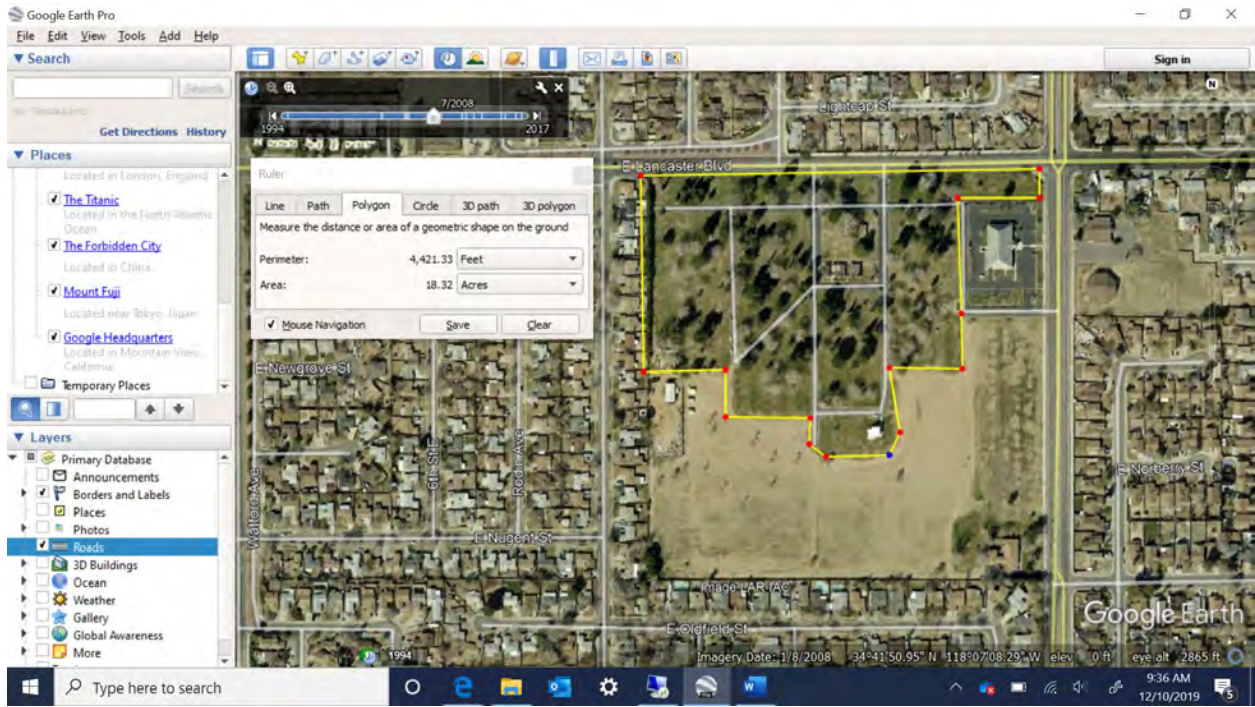 Google Earth Pro
File Edit View Tools Add Help
Search
Search
Get Directions History
Places
Located in London, England
The Titanic
Located in the North Atlantic
Ocean
The Forbidden City
Located in China.
Mount Fuji
Located near Tokyo, Japan
Google Headquarters
Located in Mountain View,
California
Temporary Places
Layers
Primary Database
Announcements
Borders and Labels
Places
Photos
Roads
3D Buildings
Ocean
Weather
Gallery
Global Awareness
More
Sign in
7/2008
1994
2017
Ruler
Line Path Polygon Circle 3D path 3D polygon
Measure the distance or area of a geometric shape on the ground
Perimeter: 4,421.33 Feet
Area: 18.32 Acres
Mouse Navigation Save Clear
N
Lightcap St
E Lancaster Blvd
E Newgrove St
Watford Ave
6th St E
Rodin Ave
E Nugent St
E Norberry St
Image LAR-IAC
E Oldfield St
Google Earth
1994
Imagery Date: 1/8/2008 34°41'50.95" N 118°07'08.29" W elev 0 ft eye alt 2865 ft
Type here to search
9:36 AM
12/10/2019
5